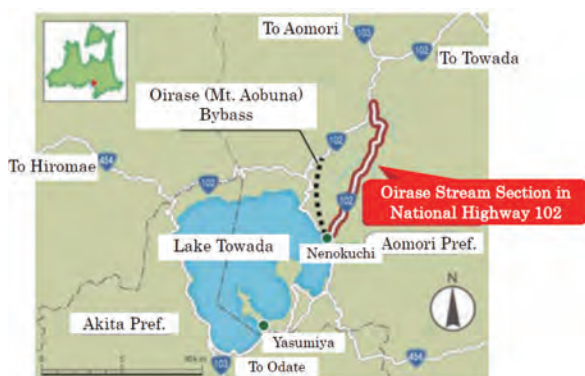 To Aomori
103
102
To Towada
Oirase (Mt. Aobuna)
Bybass
102
To Hiromae
454
102
102
Oirase Stream Section in
National Highway 102
Lake Towada
Aomori Pref.
Nenokuchi
N
Akita Pref.
Yasumiya
103
To Odate
454